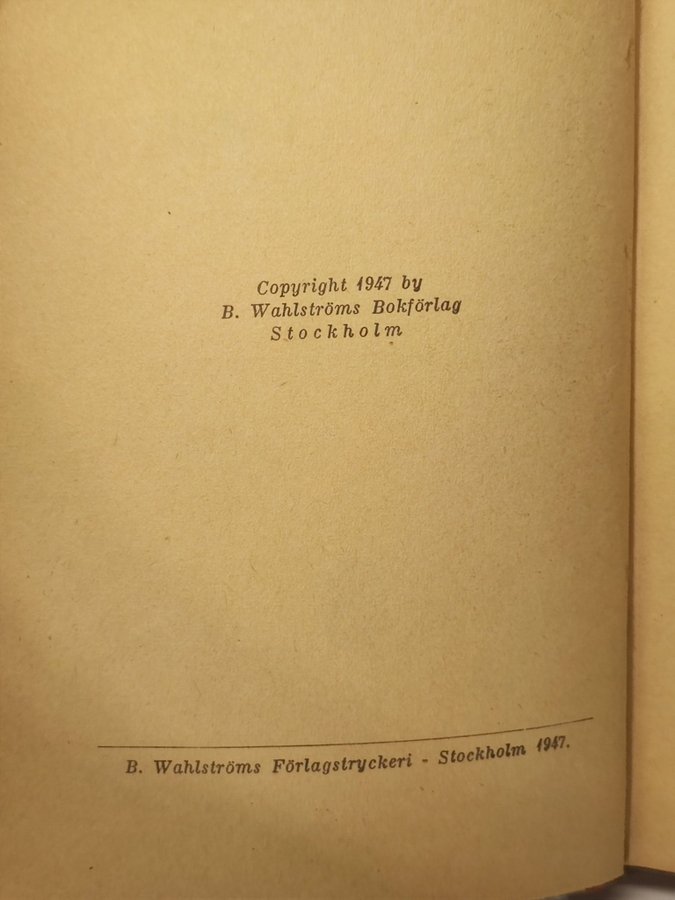 Copyright 1947 by
B. Wahlströms Bokförlag
Stockholm
B. Wahlströms Förlagstryckeri - Stockholm 1947.